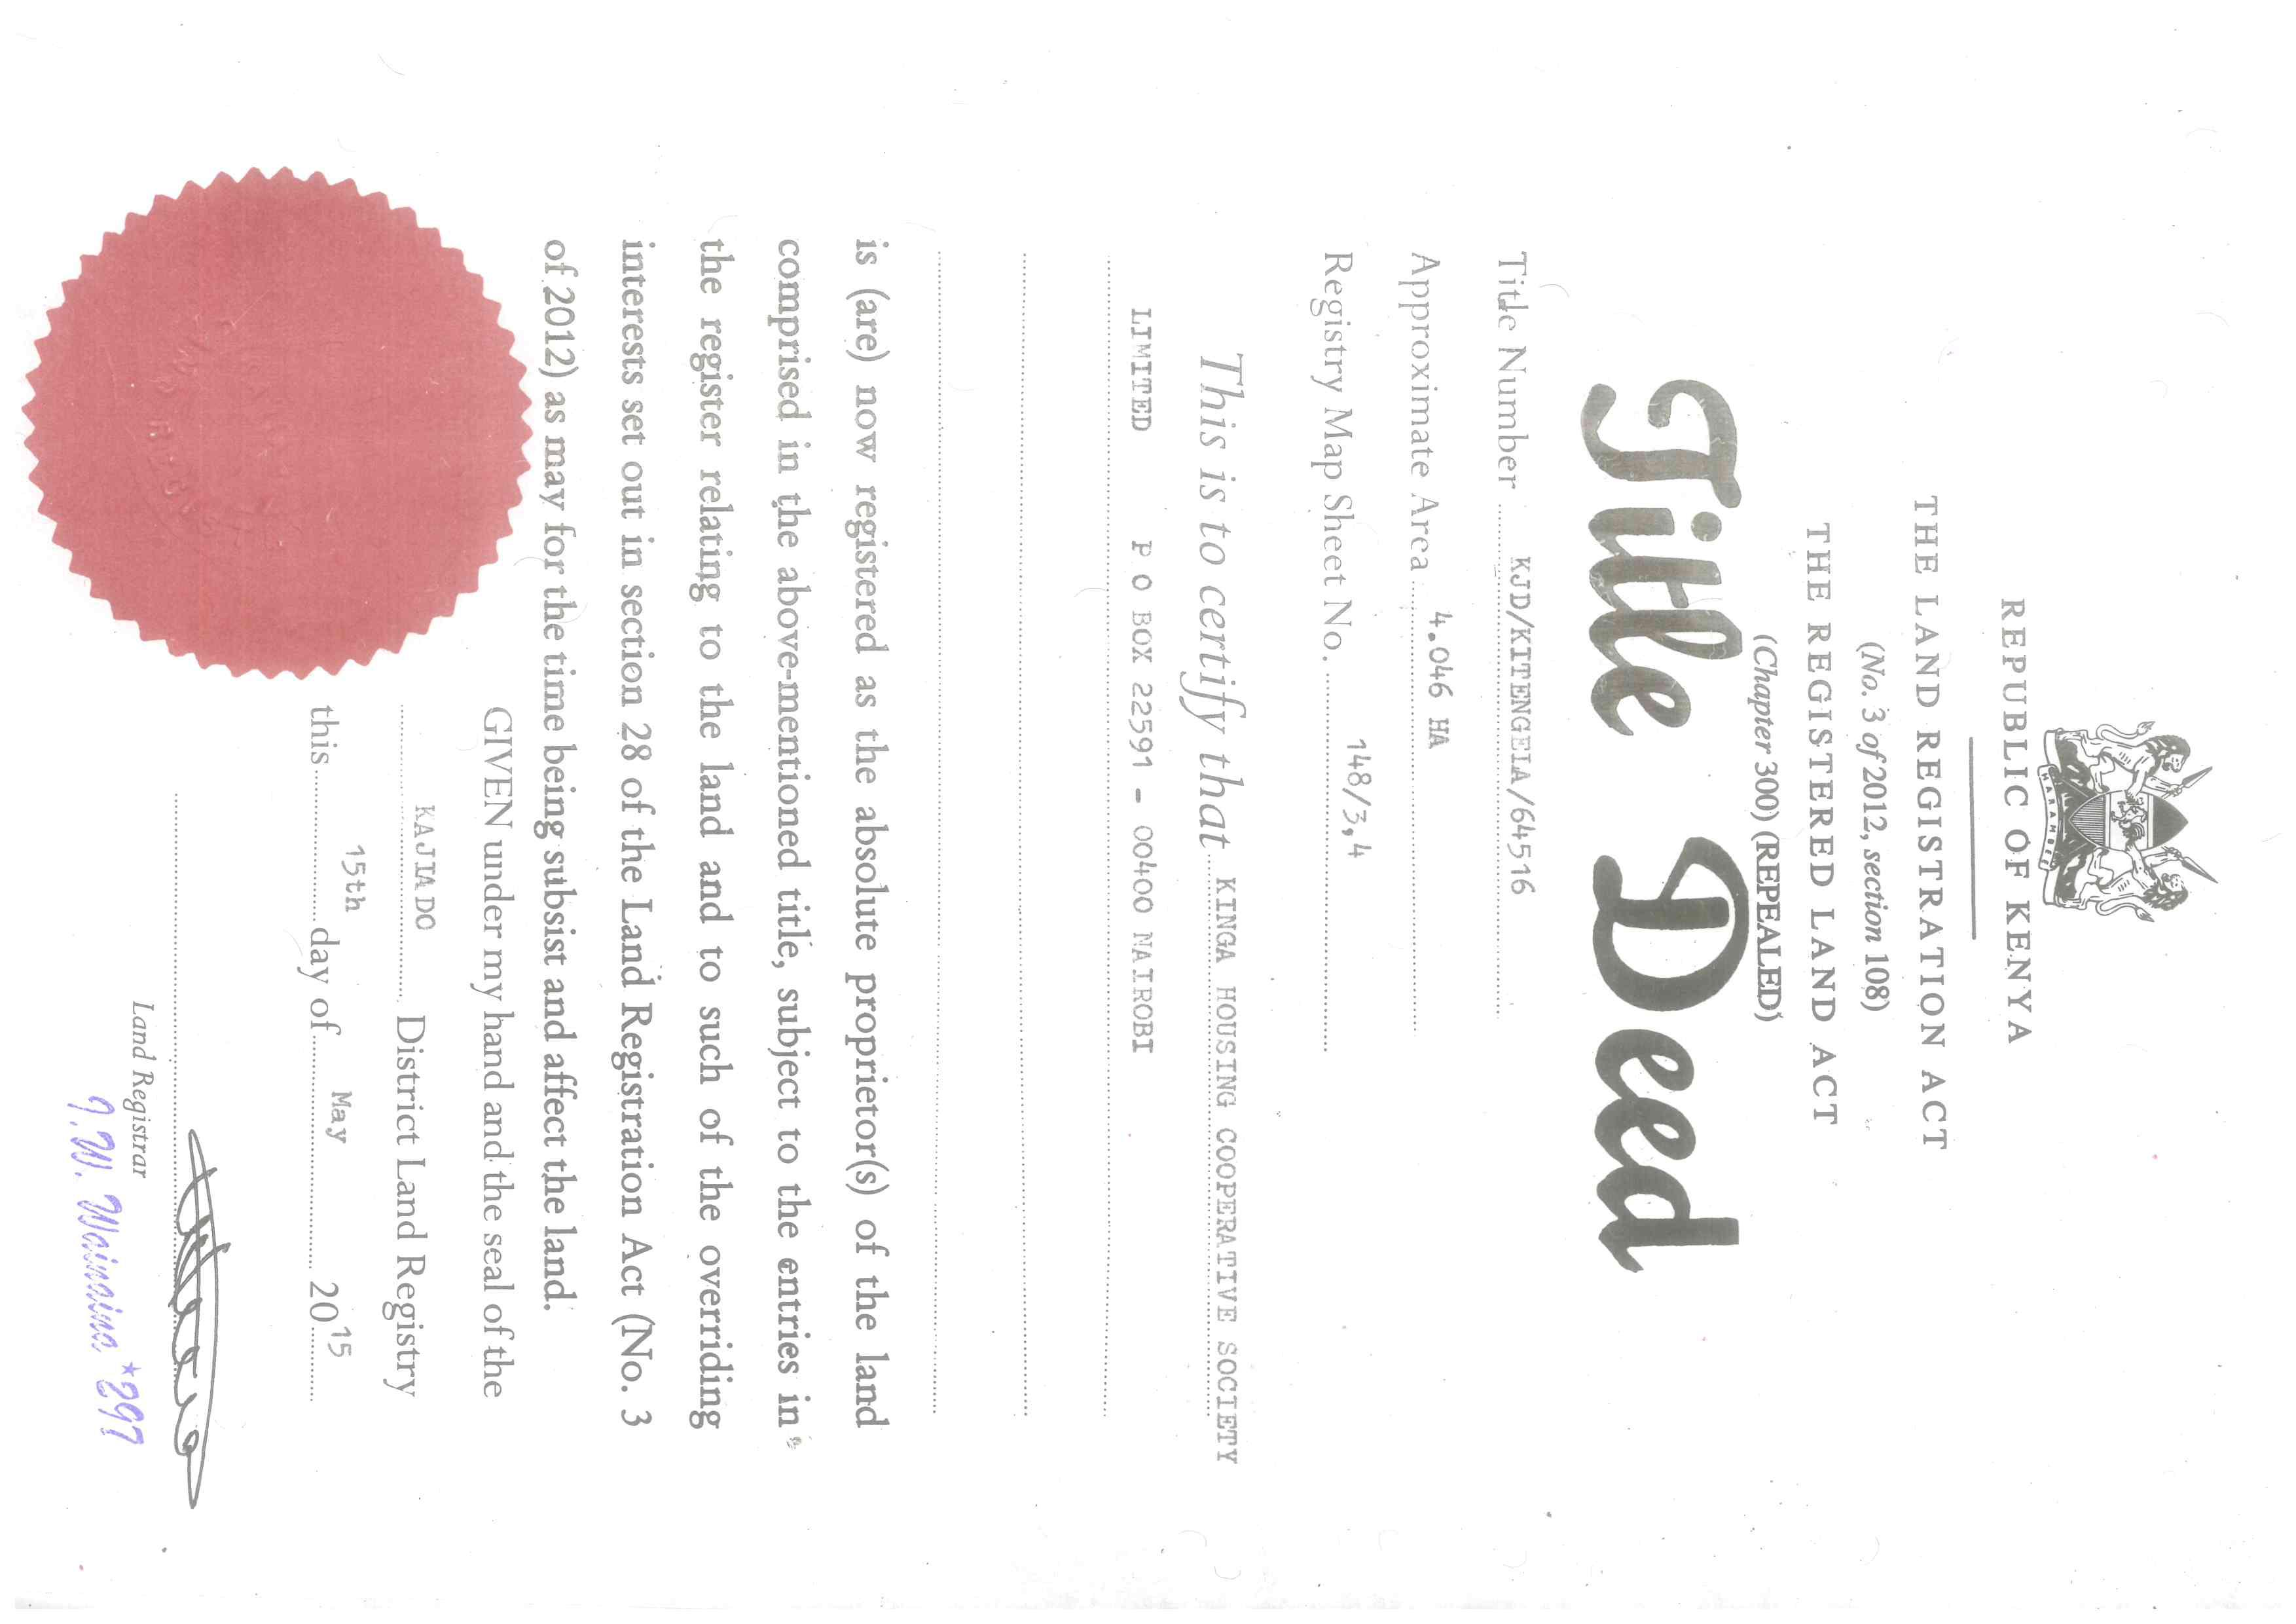 HARAMBEE
REPUBLIC OF KENYA
THE LAND REGISTRATION ACT
(No. 3 of 2012, section 108)
THE REGISTERED LAND ACT
(Chapter 300) (REPEALED)
Title Deed
Title Number KJD/KITENGELA/64516
Approximate Area 4.046 HA
Registry Map Sheet No. 148/3,4
This is to certify that KINGA HOUSING COOPERATIVE SOCIETY
LIMITED P O BOX 22591 - 00400 NAIROBI
is (are) now registered as the absolute proprietor(s) of the land
comprised in the above-mentioned title, subject to the entries in
the register relating to the land and to such of the overriding
interests set out in section 28 of the Land Registration Act (No. 3
of 2012) as may for the time being subsist and affect the land.
GIVEN under my hand and the seal of the
KAJIADO District Land Registry
this 15th day of May 2015
Land Registrar
I.W. Wainaina *297